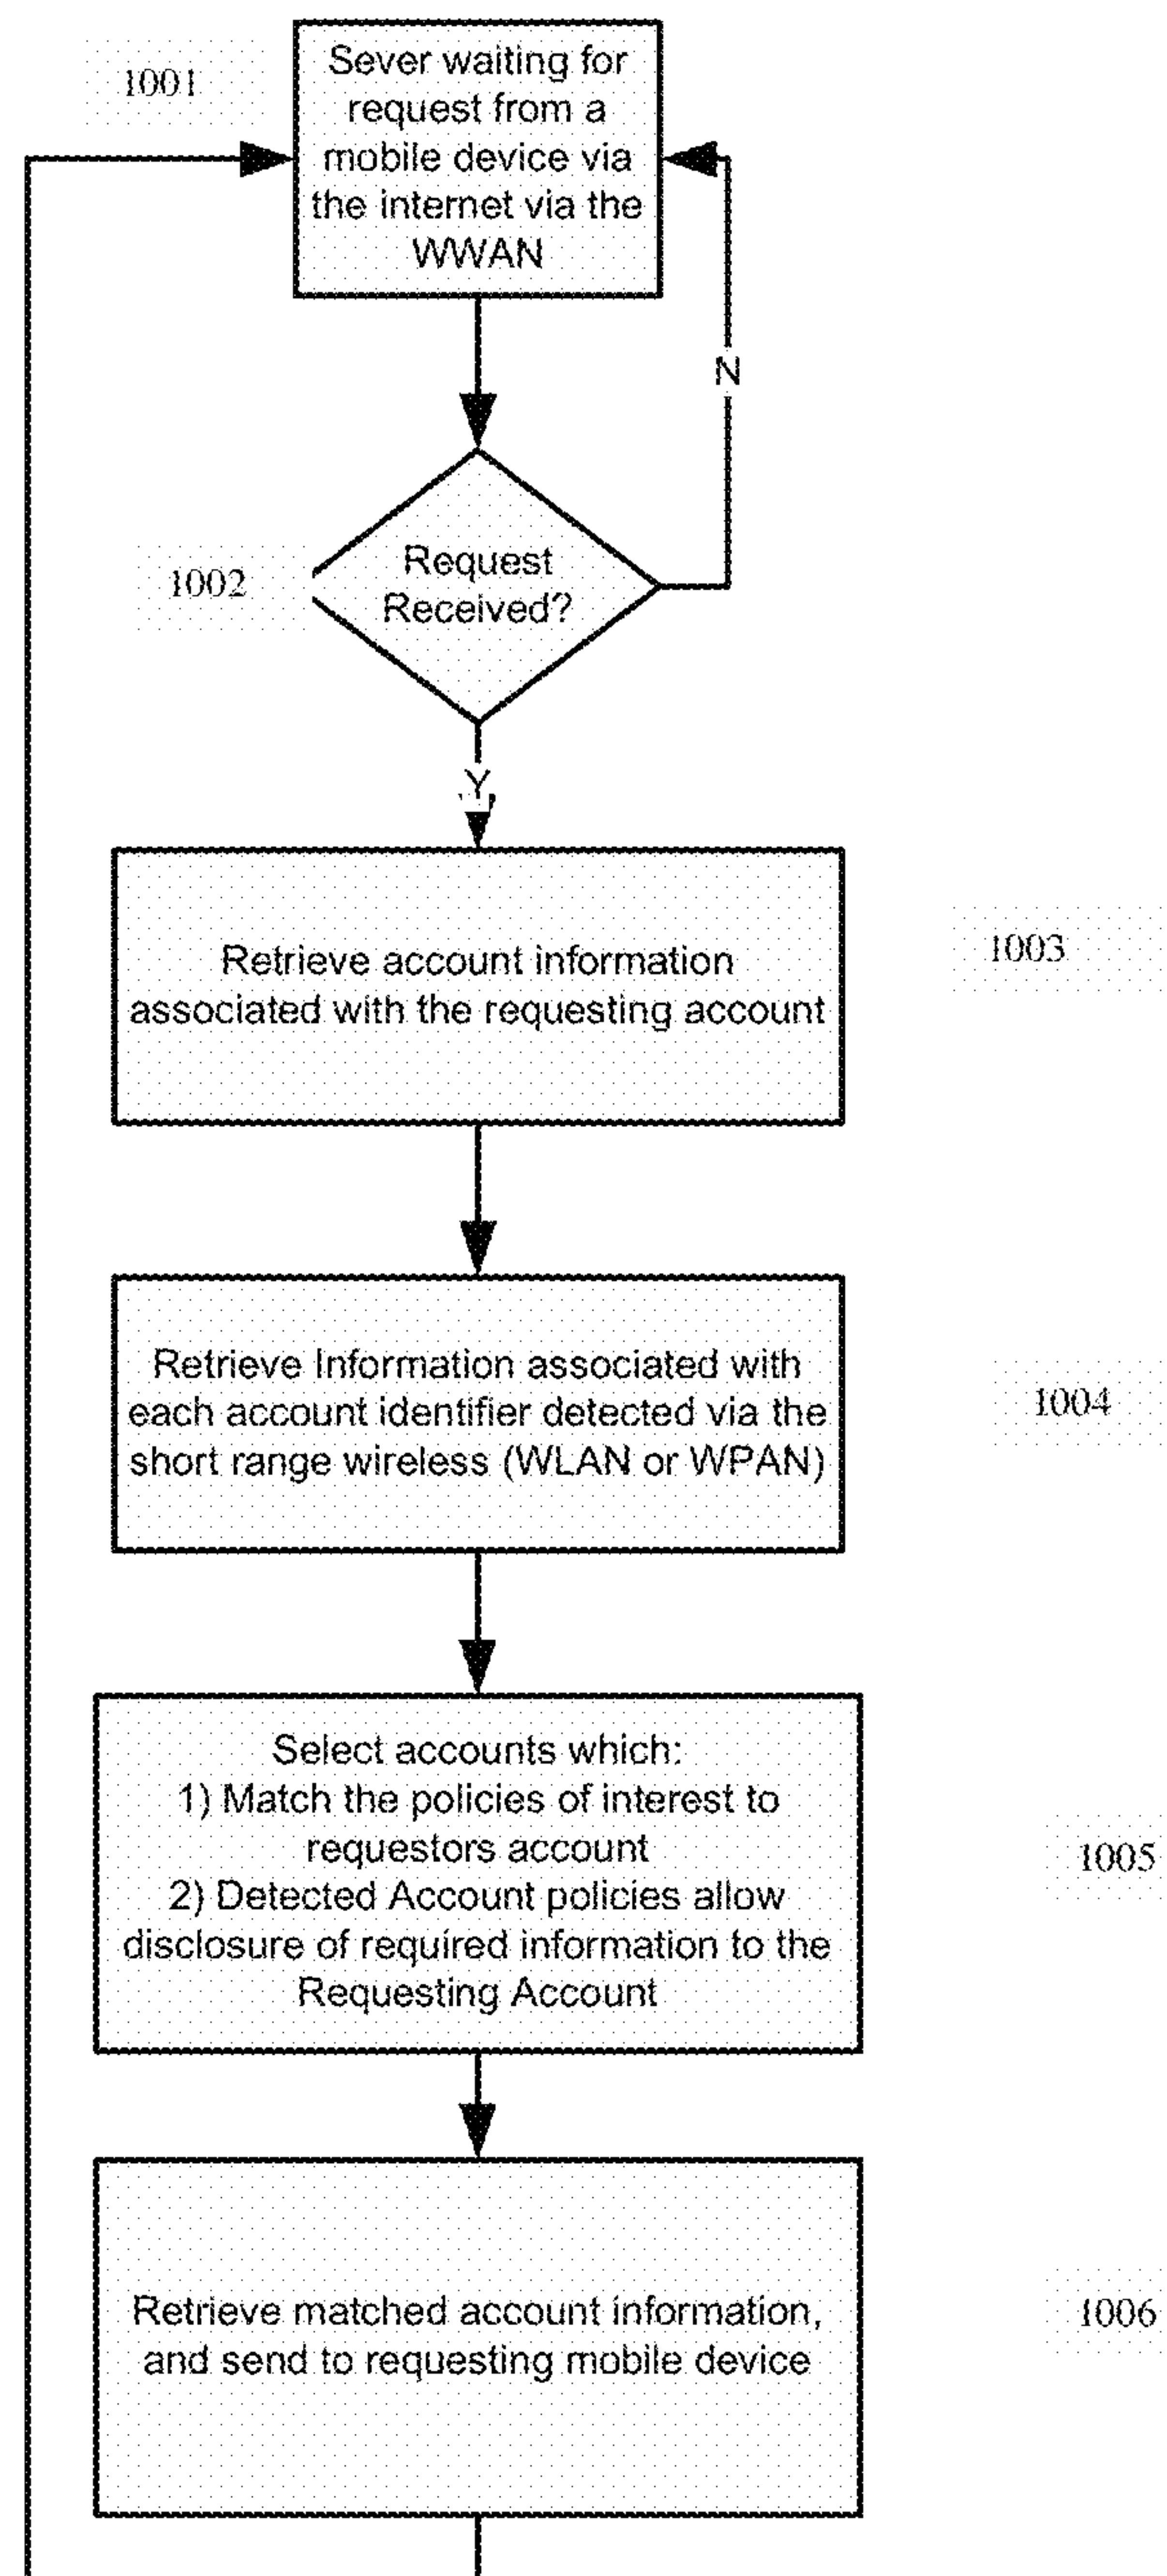 1001
Sever waiting for
request from a
mobile device via
the internet via the
WWAN
N
1002
Request
Received?
Y
Retrieve account information
associated with the requesting account
1003
Retrieve Information associated with
each account identifier detected via the
short range wireless (WLAN or WPAN)
1004
Select accounts which:
1) Match the policies of interest to
requestors account
2) Detected Account policies allow
disclosure of required information to the
Requesting Account
1005
Retrieve matched account information,
and send to requesting mobile device
1006